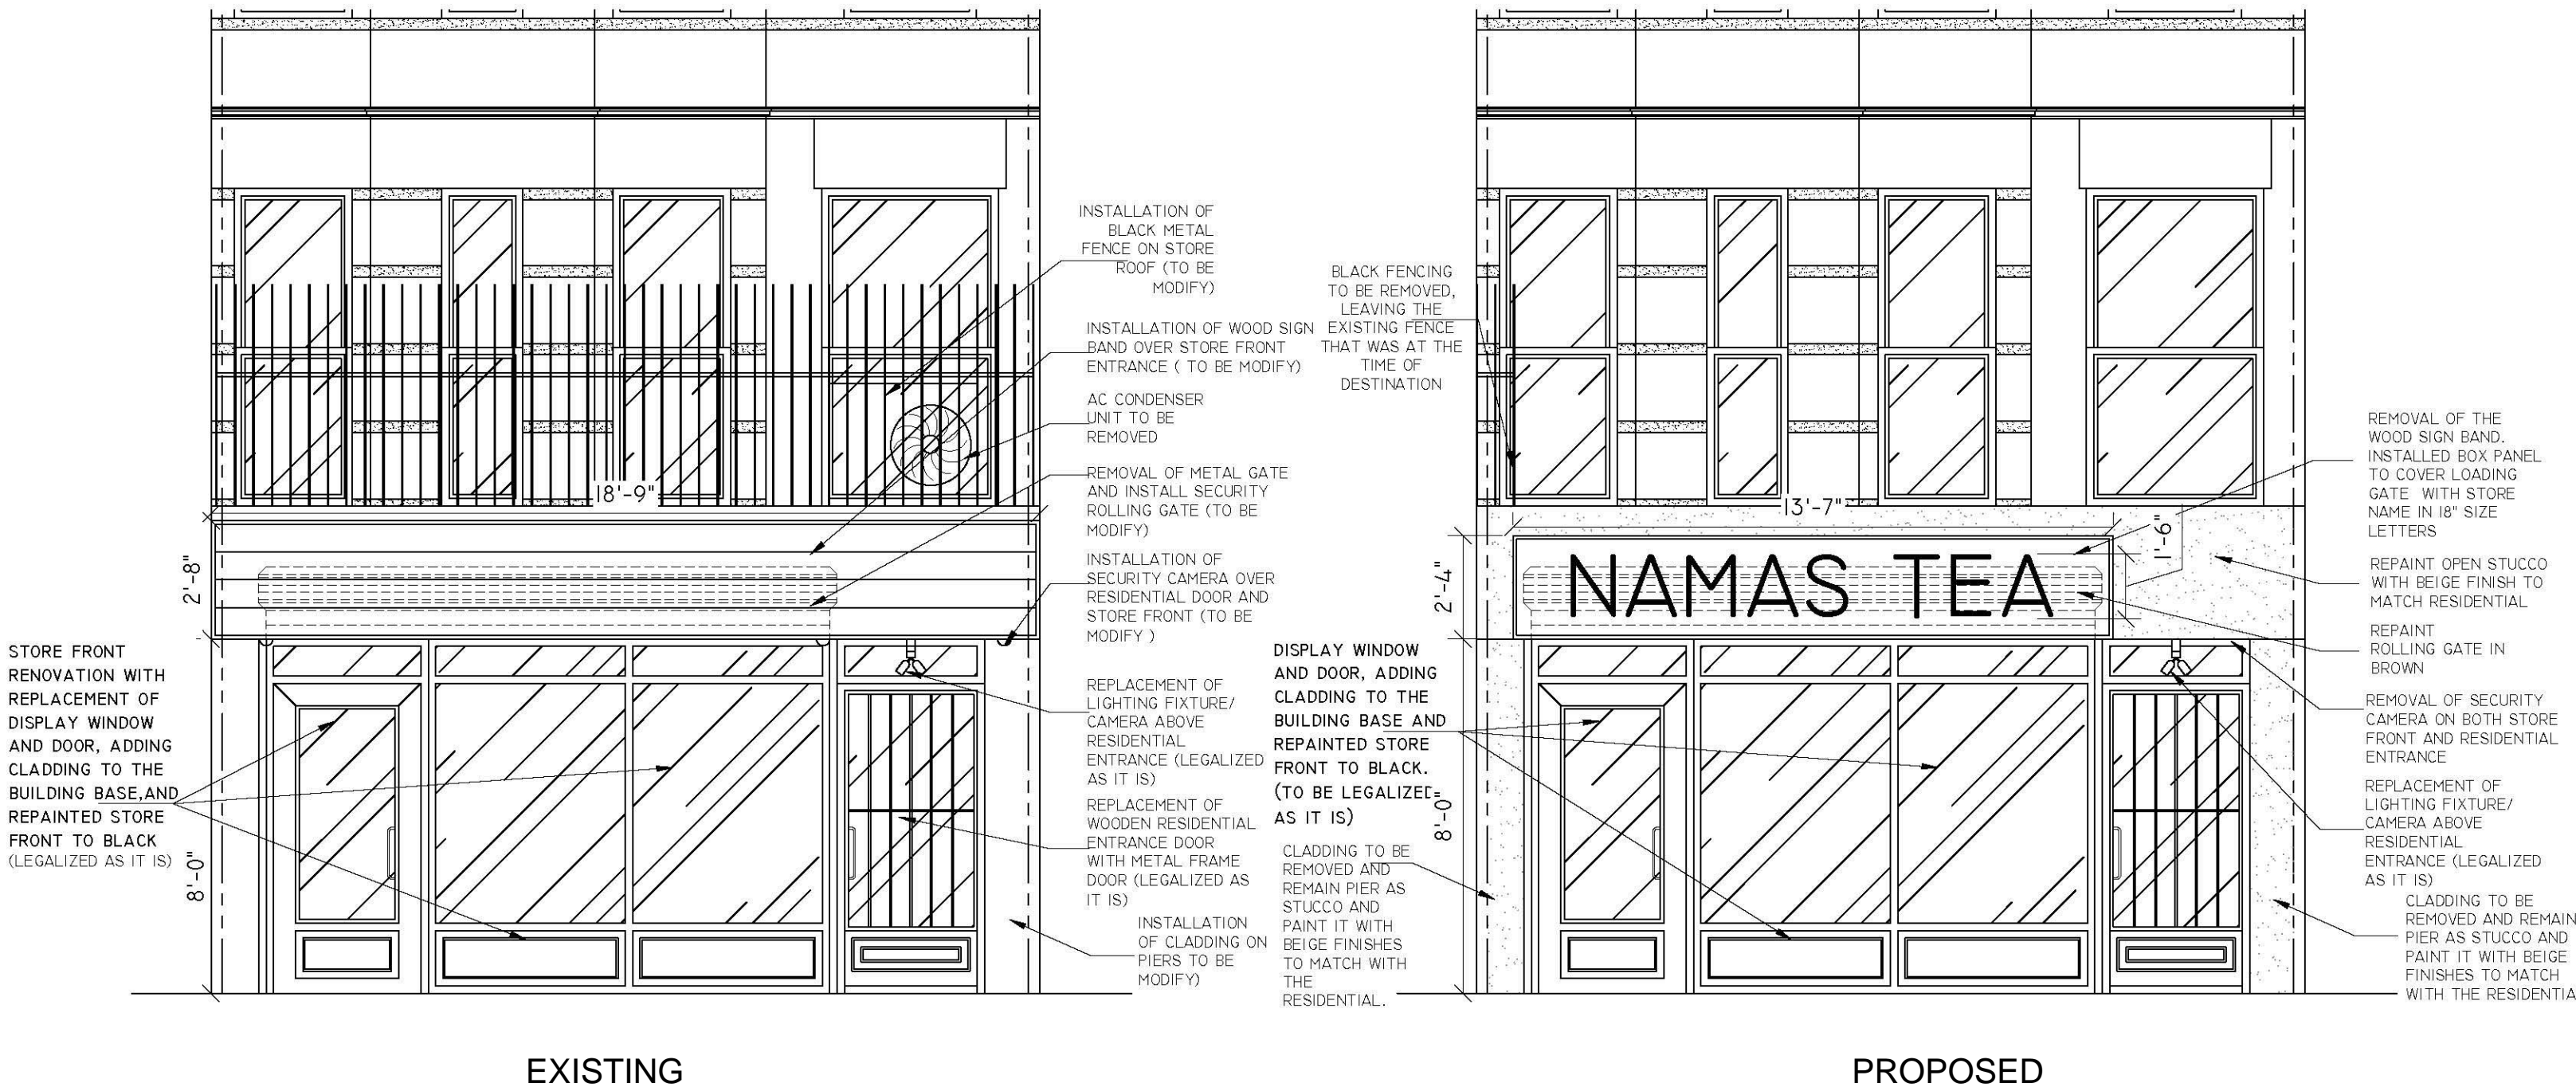 INSTALLATION OF
BLACK METAL
FENCE ON STORE
ROOF (TO BE
MODIFY)
INSTALLATION OF WOOD SIGN
BAND OVER STORE FRONT
ENTRANCE ( TO BE MODIFY)
AC CONDENSER
UNIT TO BE
REMOVED
REMOVAL OF METAL GATE
AND INSTALL SECURITY
ROLLING GATE (TO BE
MODIFY)
INSTALLATION OF
SECURITY CAMERA OVER
RESIDENTIAL DOOR AND
STORE FRONT (TO BE
MODIFY )
REPLACEMENT OF
LIGHTING FIXTURE/
CAMERA ABOVE
RESIDENTIAL
ENTRANCE (LEGALIZED
AS IT IS)
REPLACEMENT OF
WOODEN RESIDENTIAL
ENTRANCE DOOR
WITH METAL FRAME
DOOR (LEGALIZED AS
IT IS)
INSTALLATION
OF CLADDING ON
PIERS TO BE
MODIFY)
18'-9"
2'-8"
8'-0"
STORE FRONT
RENOVATION WITH
REPLACEMENT OF
DISPLAY WINDOW
AND DOOR, ADDING
CLADDING TO THE
BUILDING BASE,AND
REPAINTED STORE
FRONT TO BLACK
(LEGALIZED AS IT IS)
EXISTING
BLACK FENCING
TO BE REMOVED,
LEAVING THE
EXISTING FENCE
THAT WAS AT THE
TIME OF
DESTINATION
DISPLAY WINDOW
AND DOOR, ADDING
CLADDING TO THE
BUILDING BASE AND
REPAINTED STORE
FRONT TO BLACK.
(TO BE LEGALIZED
AS IT IS)
CLADDING TO BE
REMOVED AND
REMAIN PIER AS
STUCCO AND
PAINT IT WITH
BEIGE FINISHES
TO MATCH WITH
THE
RESIDENTIAL.
13'-7"
1'-6"
2'-4"
8'-0"
NAMAS TEA
REMOVAL OF THE
WOOD SIGN BAND.
INSTALLED BOX PANEL
TO COVER LOADING
GATE WITH STORE
NAME IN 18" SIZE
LETTERS
REPAINT OPEN STUCCO
WITH BEIGE FINISH TO
MATCH RESIDENTIAL
REPAINT
ROLLING GATE IN
BROWN
REMOVAL OF SECURITY
CAMERA ON BOTH STORE
FRONT AND RESIDENTIAL
ENTRANCE
REPLACEMENT OF
LIGHTING FIXTURE/
CAMERA ABOVE
RESIDENTIAL
ENTRANCE (LEGALIZED
AS IT IS)
CLADDING TO BE
REMOVED AND REMAIN
PIER AS STUCCO AND
PAINT IT WITH BEIGE
FINISHES TO MATCH
WITH THE RESIDENTIA
PROPOSED